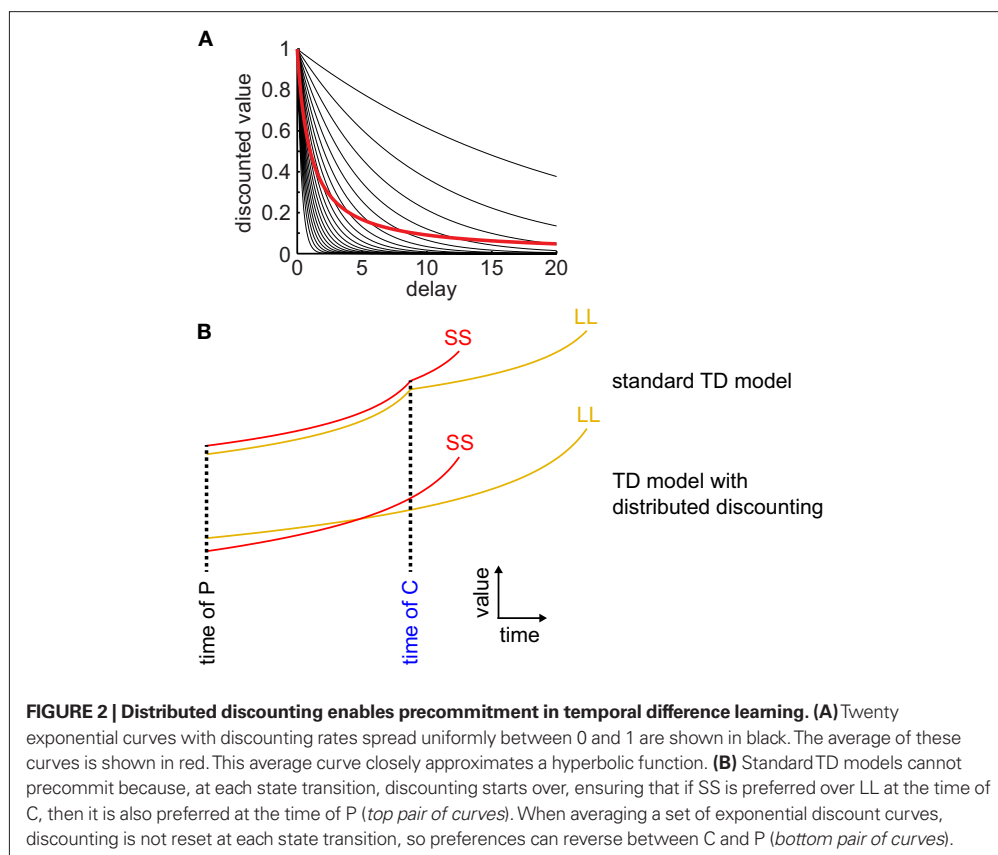 A
1
0.8
0.6
0.4
0.2
0
discounted value
0
5
10
15
20
delay
B
SS
LL
standard TD model
SS
LL
TD model with
distributed discounting
time of P
time of C
value
time
FIGURE 2 | Distributed discounting enables precommitment in temporal difference learning. (A) Twenty
exponential curves with discounting rates spread uniformly between 0 and 1 are shown in black. The average of these
curves is shown in red. This average curve closely approximates a hyperbolic function. (B) Standard TD models cannot
precommit because, at each state transition, discounting starts over, ensuring that if SS is preferred over LL at the time of
C, then it is also preferred at the time of P (top pair of curves). When averaging a set of exponential discount curves,
discounting is not reset at each state transition, so preferences can reverse between C and P (bottom pair of curves).